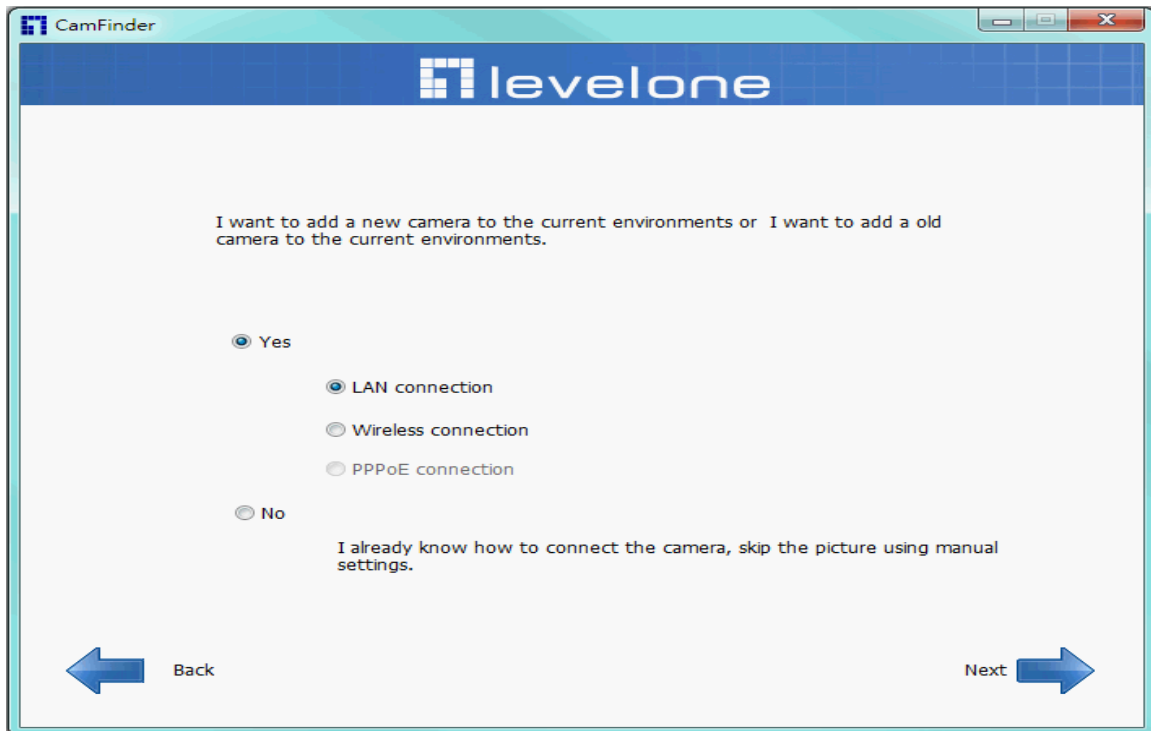 CamFinder
levelone
I want to add a new camera to the current environments or  I want to add a old
camera to the current environments.
Yes
LAN connection
Wireless connection
PPPoE connection
No
I already know how to connect the camera, skip the picture using manual
settings.
Back
Next